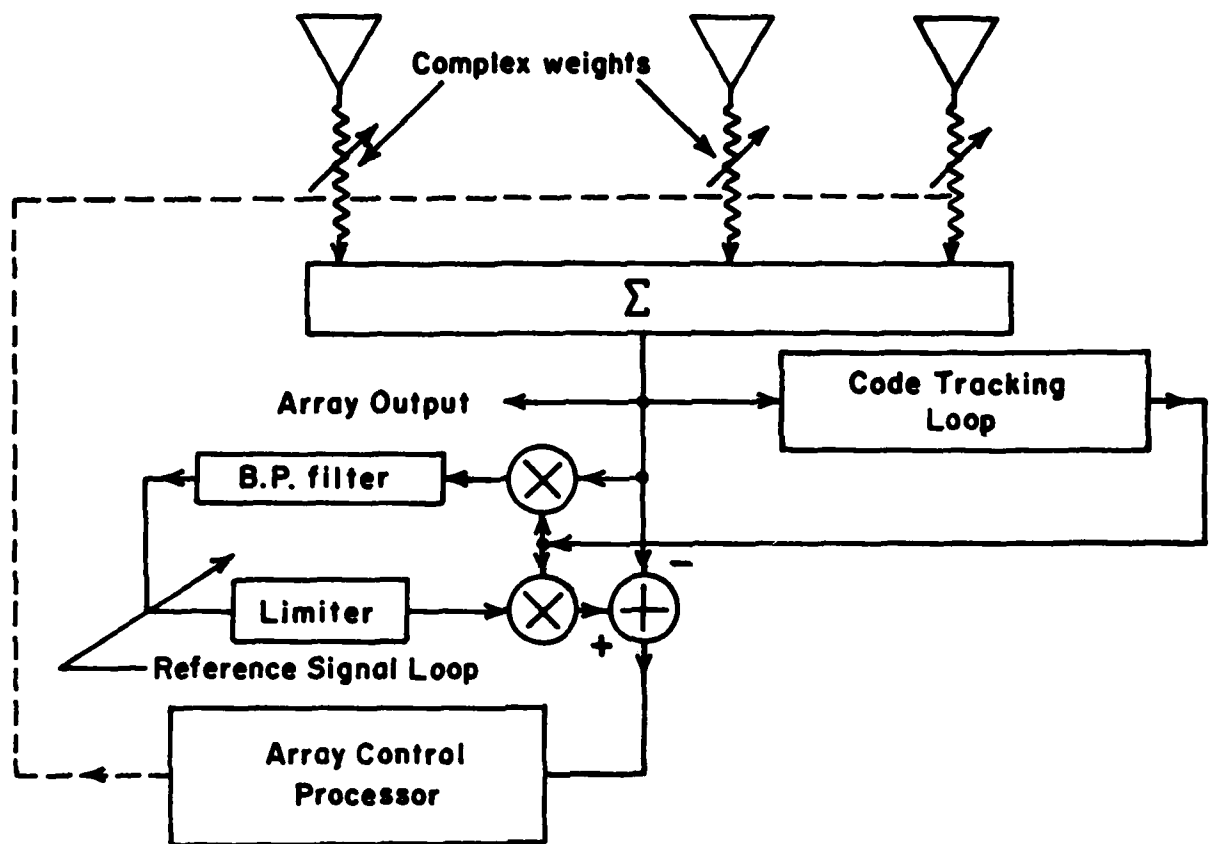 Complex weights
Σ
Code Tracking
Loop
Array Output
B.P. filter
−
Limiter
+
Reference Signal Loop
Array Control
Processor